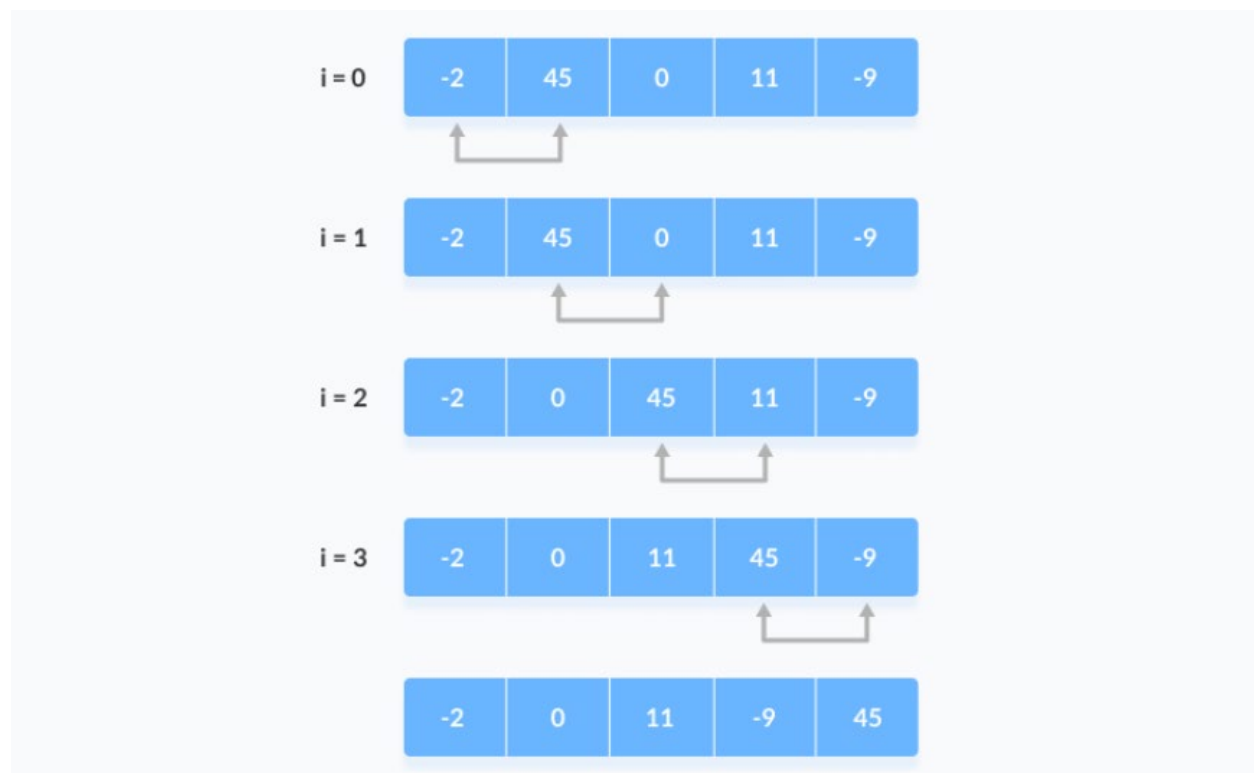 i = 0 -2 45 0 11 -9
i = 1 -2 45 0 11 -9
i = 2 -2 0 45 11 -9
i = 3 -2 0 11 45 -9
-2 0 11 -9 45